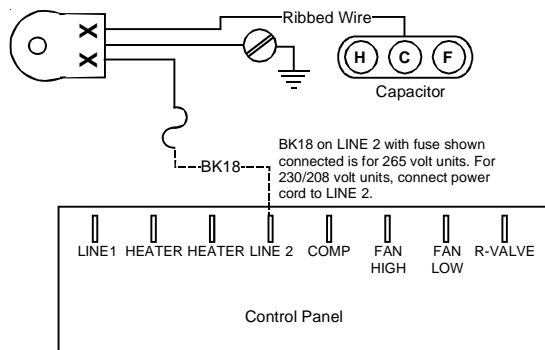 Ribbed Wire
X
X
H C F
Capacitor
BK18 on LINE 2 with fuse shown
connected is for 265 volt units. For
230/208 volt units, connect power
cord to LINE 2.
BK18
LINE1 HEATER HEATER LINE 2 COMP FAN HIGH FAN LOW R-VALVE
Control Panel